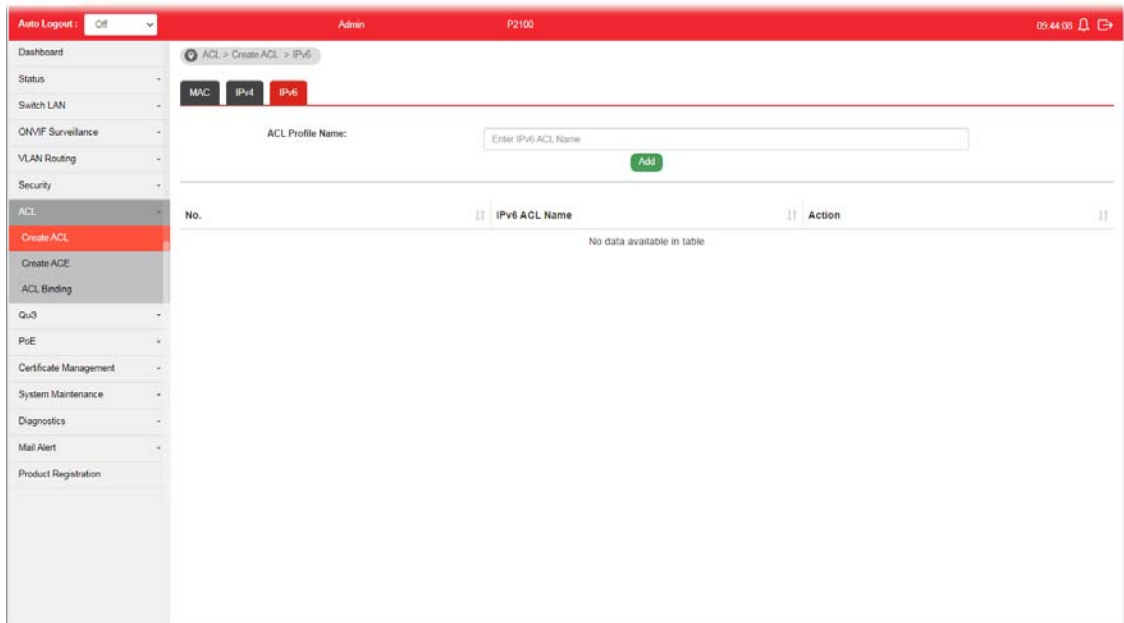 Auto Logout : Off Admin P2100 09:44:08
Dashboard
Status
Switch LAN
ONVIF Surveillance
VLAN Routing
Security
ACL
Create ACL
Create ACE
ACL Binding
QoS
PoE
Certificate Management
System Maintenance
Diagnostics
Mail Alert
Product Registration
ACL > Create ACL > IPv6
MAC IPv4 IPv6
ACL Profile Name: Enter IPv6 ACL Name
Add
No. IPv6 ACL Name Action
No data available in table